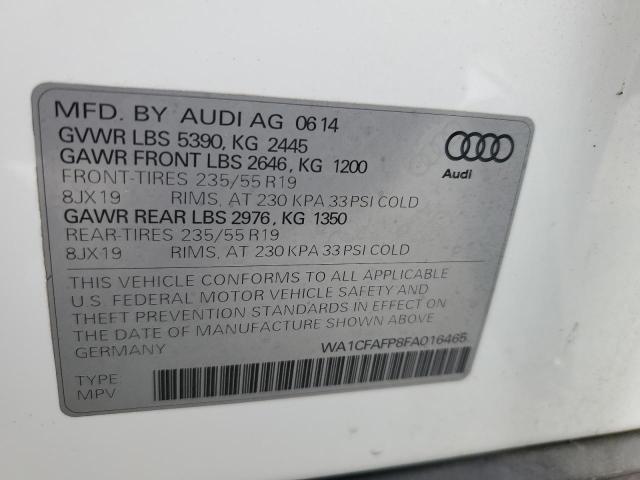 MFD. BY AUDI AG 06 14
GVWR LBS 5390, KG 2445
GAWR FRONT LBS 2646, KG 1200
FRONT-TIRES 235/55 R19
8JX19 RIMS, AT 230 KPA 33 PSI COLD
GAWR REAR LBS 2976, KG 1350
REAR-TIRES 235/55 R19
8JX19 RIMS, AT 230 KPA 33 PSI COLD
Audi
THIS VEHICLE CONFORMS TO ALL APPLICABLE
U.S. FEDERAL MOTOR VEHICLE SAFETY AND
THEFT PREVENTION STANDARDS IN EFFECT ON
THE DATE OF MANUFACTURE SHOWN ABOVE.
GERMANY
WA1CFAFP8FA016465
TYPE:
MPV